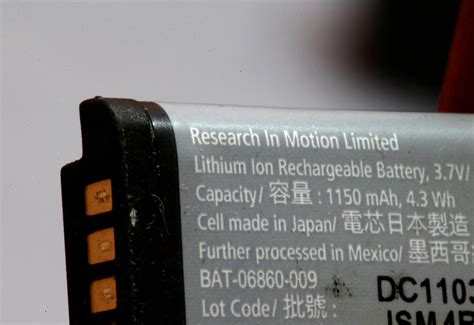 Research In Motion Limited
Lithium Ion Rechargeable Battery, 3.7V/
Capacity/ 容量 : 1150 mAh, 4.3 Wh
Cell made in Japan/ 電芯日本製造
Further processed in Mexico/ 墨西哥
BAT-06860-009
DC1103
Lot Code/ 批號 :